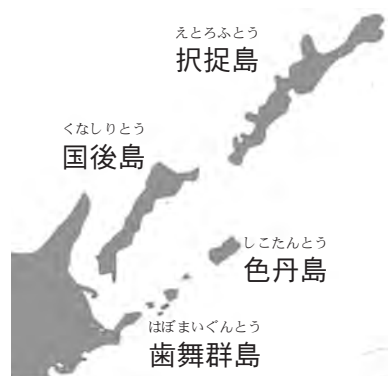 えとろふとう
択捉島
くなしりとう
国後島
しこたんとう
色丹島
はぼまいぐんとう
歯舞群島